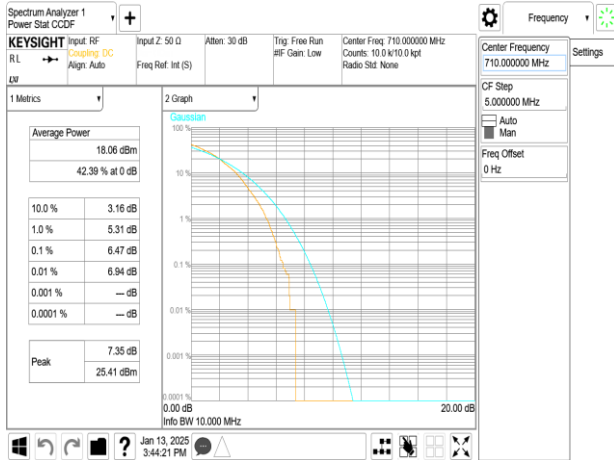 Spectrum Analyzer 1
Power Stat CCDF
KEYSIGHT
RL
LXI
Input: RF
Coupling: DC
Align: Auto
Input Z: 50 Ω
Freq Ref: Int (S)
Atten: 30 dB
Trig: Free Run
#IF Gain: Low
Center Freq: 710.000000 MHz
Counts: 10.0 k/10.0 kpt
Radio Std: None
1 Metrics
Average Power
18.06 dBm
42.39 % at 0 dB
10.0 % 3.16 dB
1.0 % 5.31 dB
0.1 % 6.47 dB
0.01 % 6.94 dB
0.001 % --- dB
0.0001 % --- dB
Peak
7.35 dB
25.41 dBm
2 Graph
Gaussian
100 %
10 %
1 %
0.1 %
0.01 %
0.001 %
0.0001 %
0.00 dB 20.00 dB
Info BW 10.000 MHz
Frequency
Settings
Center Frequency
710.000000 MHz
CF Step
5.000000 MHz
Auto
Man
Freq Offset
0 Hz
?
Jan 13, 2025
3:44:21 PM